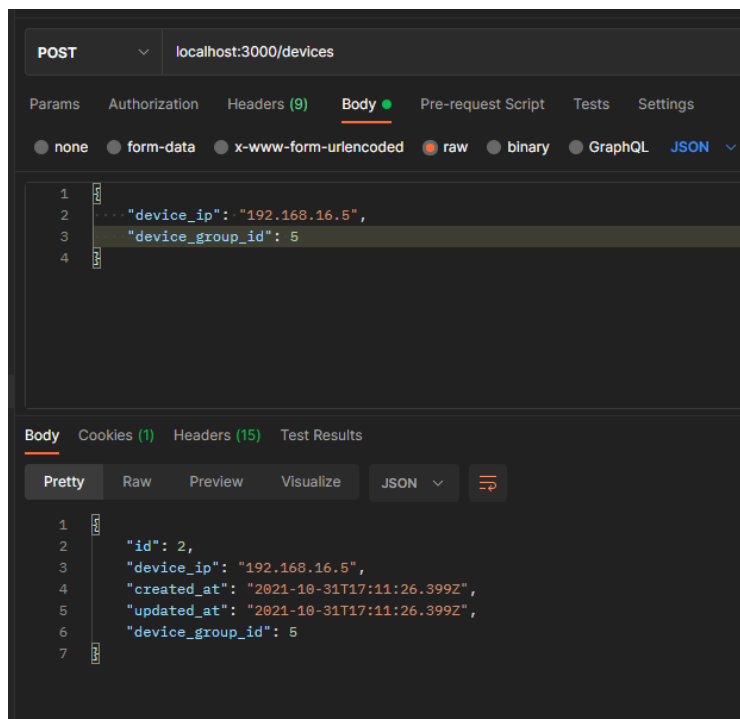 POST localhost:3000/devices
Params Authorization Headers (9) Body Pre-request Script Tests Settings
none form-data x-www-form-urlencoded raw binary GraphQL JSON
1 {
2 "device_ip": "192.168.16.5",
3 "device_group_id": 5
4 }
Body Cookies (1) Headers (15) Test Results
Pretty Raw Preview Visualize JSON
1 {
2 "id": 2,
3 "device_ip": "192.168.16.5",
4 "created_at": "2021-10-31T17:11:26.399Z",
5 "updated_at": "2021-10-31T17:11:26.399Z",
6 "device_group_id": 5
7 }